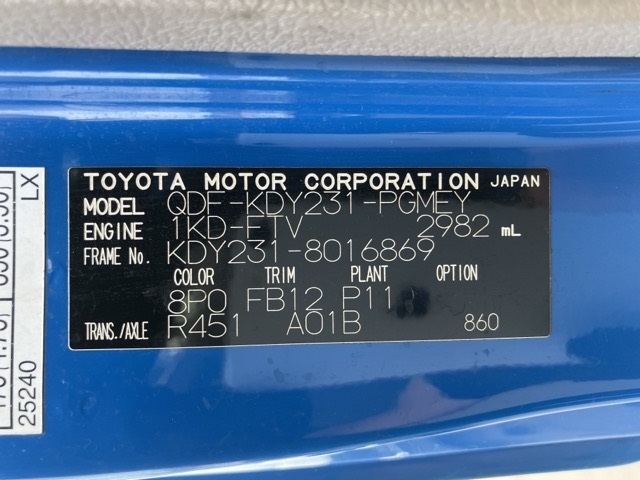 TOYOTA MOTOR CORPORATION JAPAN
MODEL QDF-KDY231-PGMEY
ENGINE 1KD-FTV 2982 mL
FRAME No. KDY231-8016869
COLOR TRIM PLANT OPTION
8P0 FB12 P11
TRANS./AXLE R451 A01B 860
LX
25240